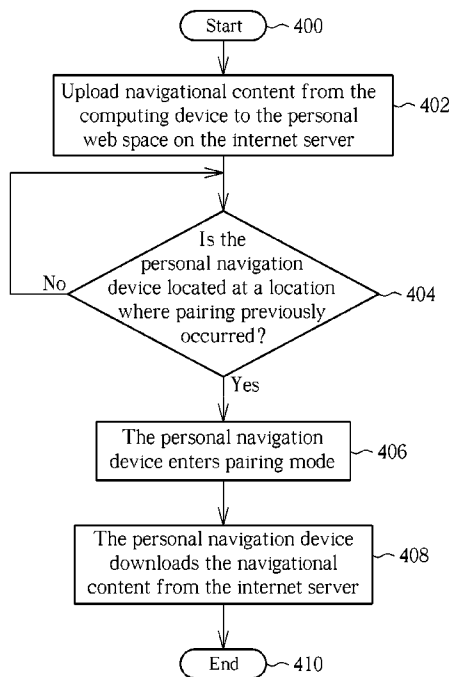 Start
400
Upload navigational content from the
computing device to the personal
web space on the internet server
402
Is the
personal navigation
device located at a location
where pairing previously
occurred?
404
No
Yes
The personal navigation
device enters pairing mode
406
The personal navigation device
downloads the navigational
content from the internet server
408
End
410